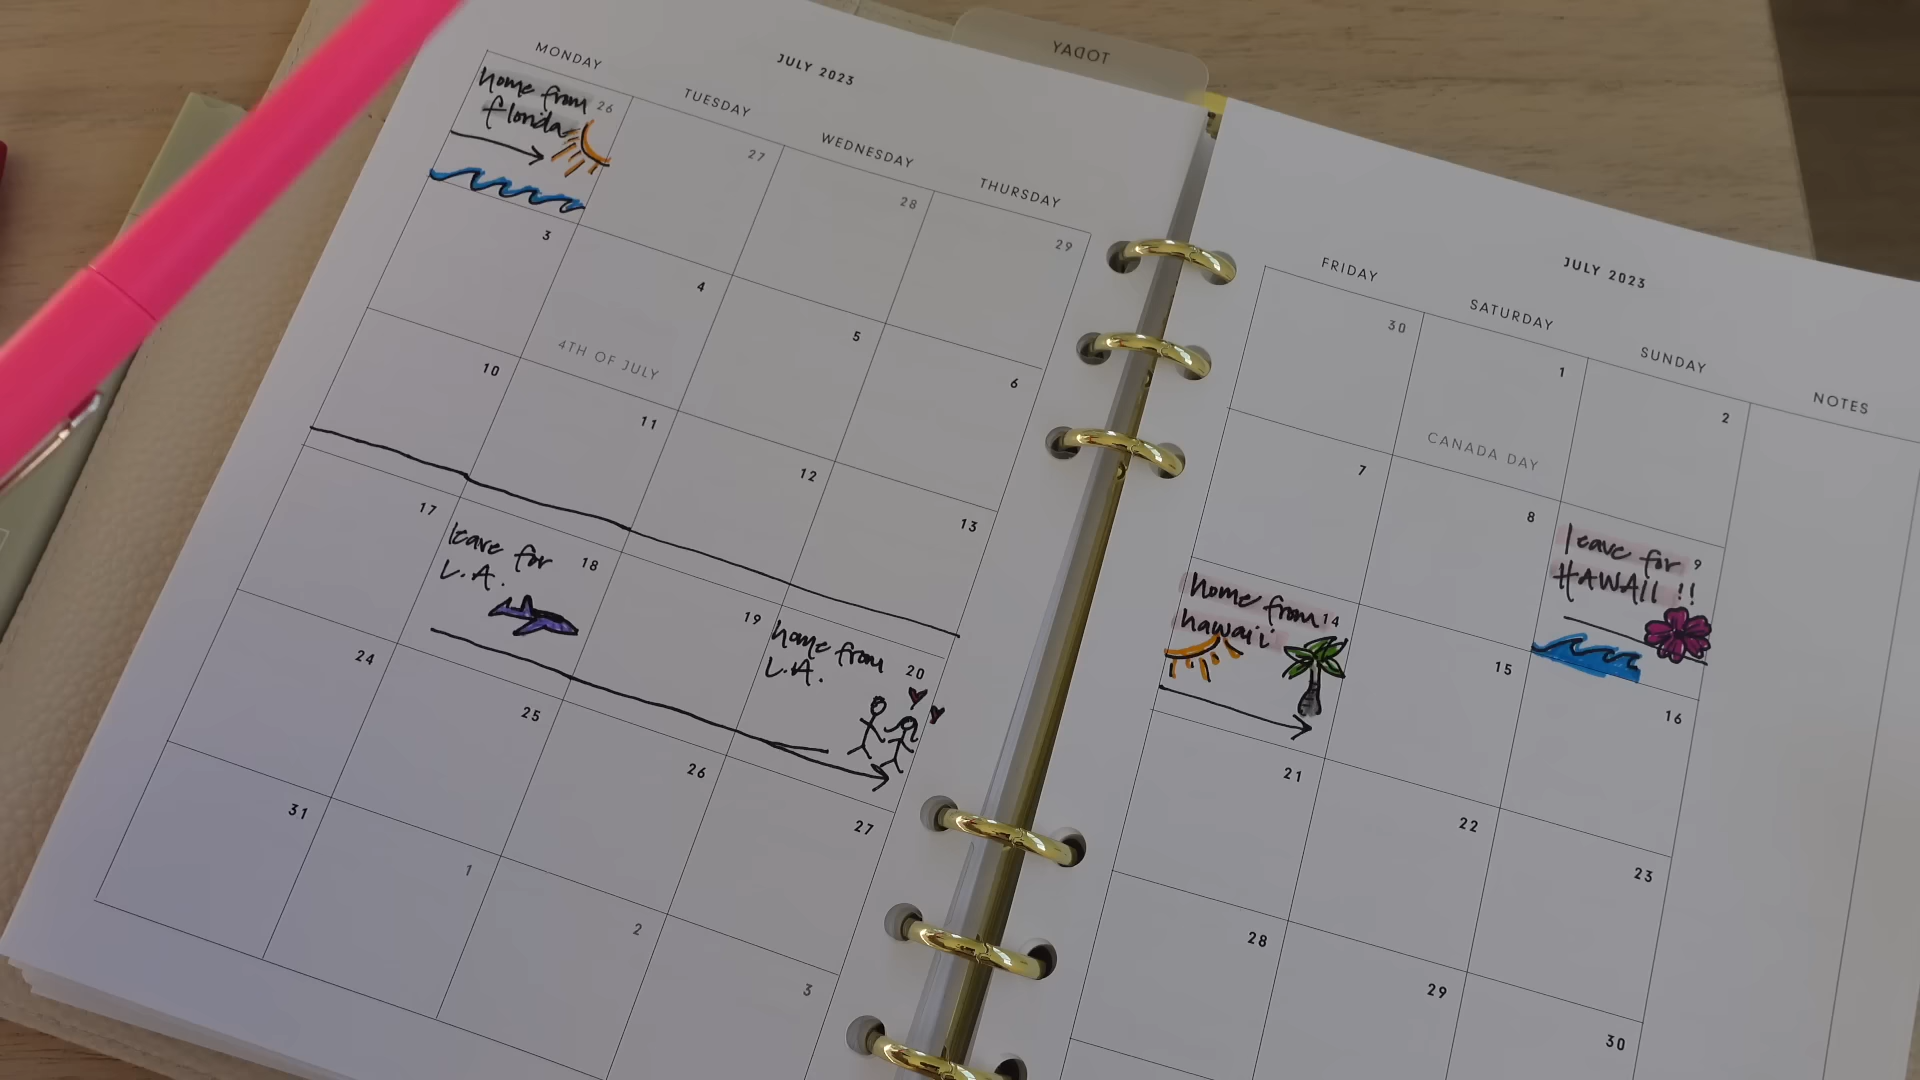 TODAY
JULY 2023
MONDAY
TUESDAY
WEDNESDAY
THURSDAY
home from
florida
26
27
28
29
3
4
4TH OF JULY
5
6
10
11
12
13
17
leave for
L.A.
18
19
home from
L.A.
20
24
25
26
27
31
1
2
3
JULY 2023
FRIDAY
SATURDAY
SUNDAY
NOTES
30
1
CANADA DAY
2
7
8
leave for
HAWAII !!
9
home from
hawaii
14
15
16
21
22
23
28
29
30